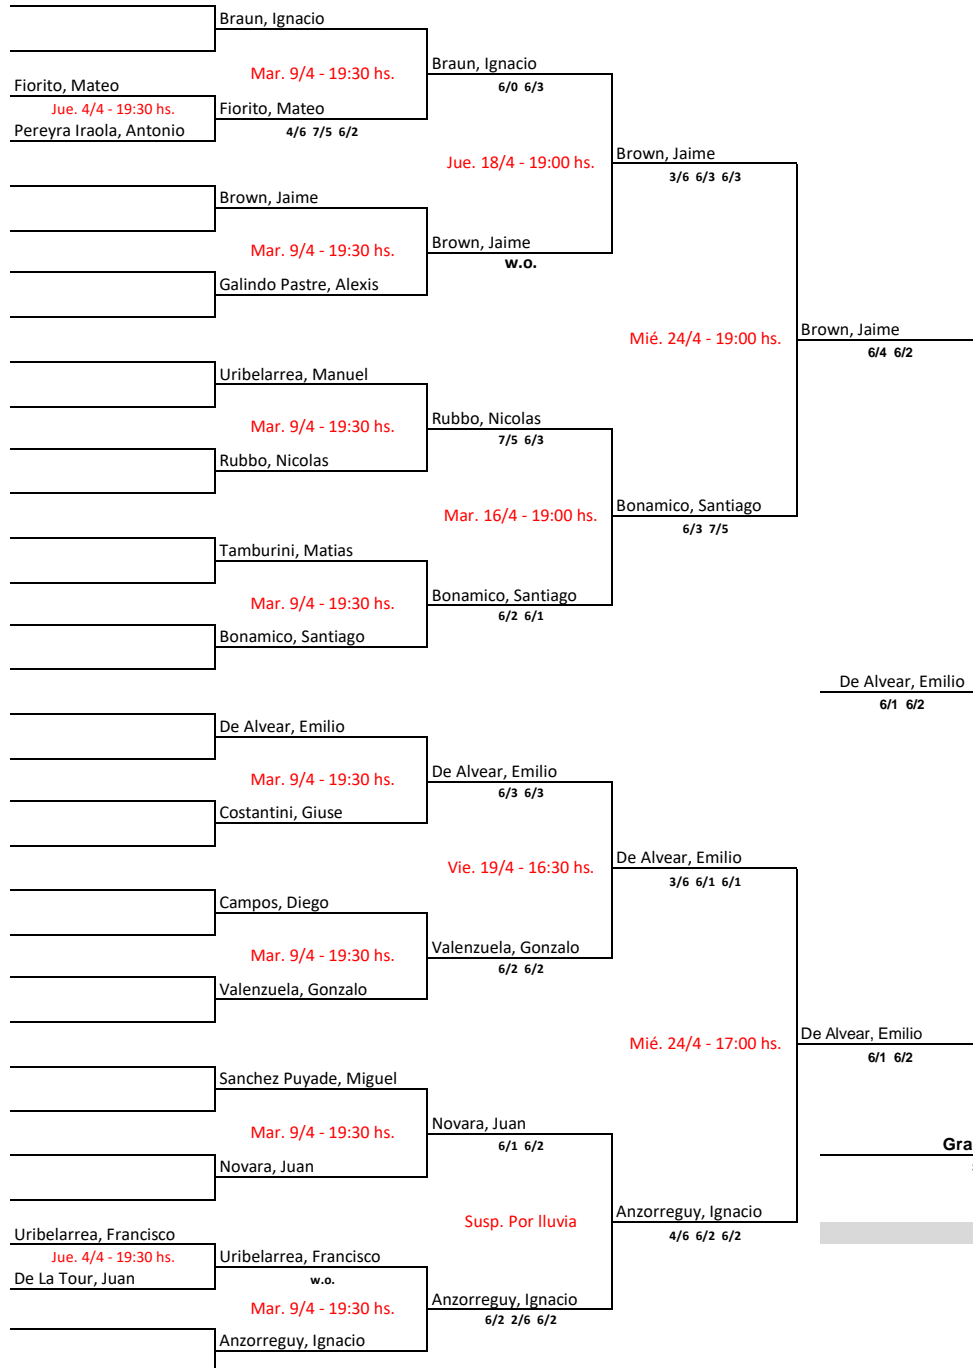 Braun, Ignacio
Mar. 9/4 - 19:30 hs.
Braun, Ignacio
6/0 6/3
Fiorito, Mateo
Jue. 4/4 - 19:30 hs.
Fiorito, Mateo
Pereyra Iraola, Antonio
4/6 7/5 6/2
Jue. 18/4 - 19:00 hs.
Brown, Jaime
3/6 6/3 6/3
Brown, Jaime
Mar. 9/4 - 19:30 hs.
Brown, Jaime
w.o.
Galindo Pastre, Alexis
Mié. 24/4 - 19:00 hs.
Brown, Jaime
6/4 6/2
Uribelarrea, Manuel
Mar. 9/4 - 19:30 hs.
Rubbo, Nicolas
7/5 6/3
Rubbo, Nicolas
Mar. 16/4 - 19:00 hs.
Bonamico, Santiago
6/3 7/5
Tamburini, Matias
Mar. 9/4 - 19:30 hs.
Bonamico, Santiago
6/2 6/1
Bonamico, Santiago
De Alvear, Emilio
6/1 6/2
De Alvear, Emilio
Mar. 9/4 - 19:30 hs.
De Alvear, Emilio
6/3 6/3
Costantini, Giuse
Vie. 19/4 - 16:30 hs.
De Alvear, Emilio
3/6 6/1 6/1
Campos, Diego
Mar. 9/4 - 19:30 hs.
Valenzuela, Gonzalo
6/2 6/2
Valenzuela, Gonzalo
Mié. 24/4 - 17:00 hs.
De Alvear, Emilio
6/1 6/2
Sanchez Puyade, Miguel
Mar. 9/4 - 19:30 hs.
Novara, Juan
6/1 6/2
Novara, Juan
Gra
Susp. Por lluvia
Anzorreguy, Ignacio
4/6 6/2 6/2
Uribelarrea, Francisco
Jue. 4/4 - 19:30 hs.
Uribelarrea, Francisco
De La Tour, Juan
w.o.
Mar. 9/4 - 19:30 hs.
Anzorreguy, Ignacio
6/2 2/6 6/2
Anzorreguy, Ignacio